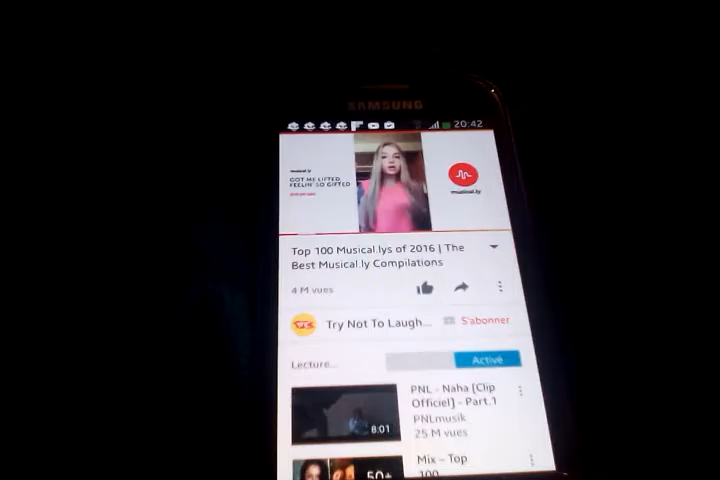 SAMSUNG
20:42
musical.ly
GOT ME LIFTED
FEELIN' SO GIFTED
musical.ly
Top 100 Musical.lys of 2016 | The
Best Musical.ly Compilations
4 M vues
Try Not To Laugh...
S'abonner
Lecture...
Activé
PNL - Naha [Clip
Officiel] - Part.1
PNLmusik
25 M vues
8:01
Mix - Top
100
50+